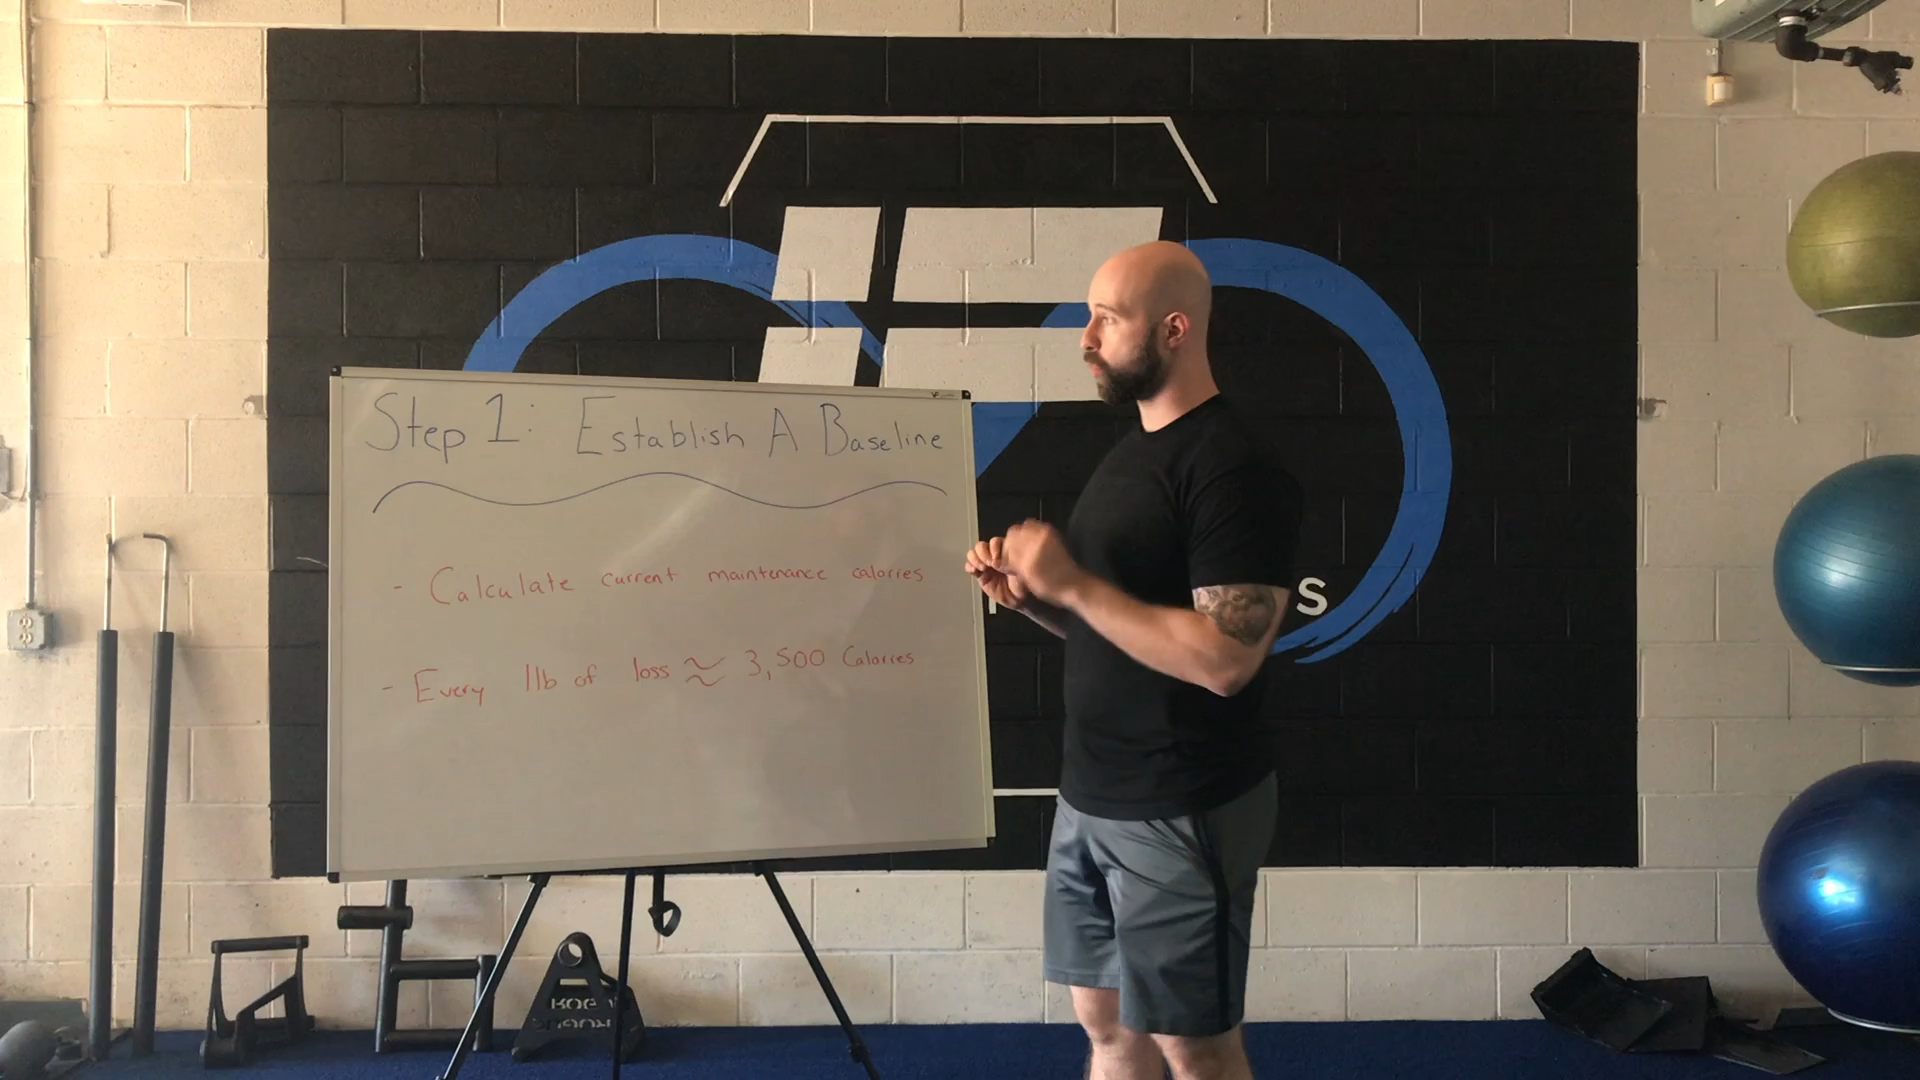 Step 1: Establish A Baseline
- Calculate current maintenance calories
- Every 1lb of loss ≈ 3,500 Calories
S